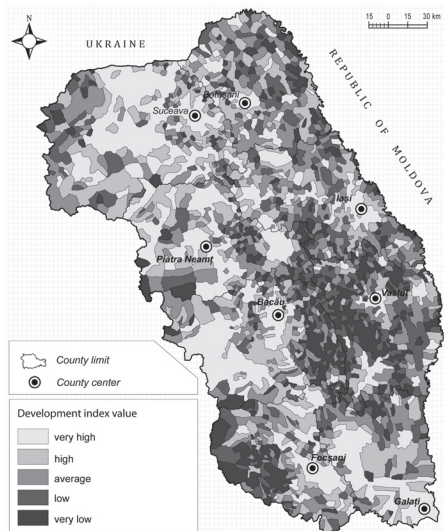 N
15 0 30 km
UKRAINE
REPUBLIC OF MOLDOVA
Botoșani
Suceava
Iași
Piatra Neamț
Vaslui
Bacău
County limit
County center
Development index value
very high
high
average
low
very low
Focșani
Galați